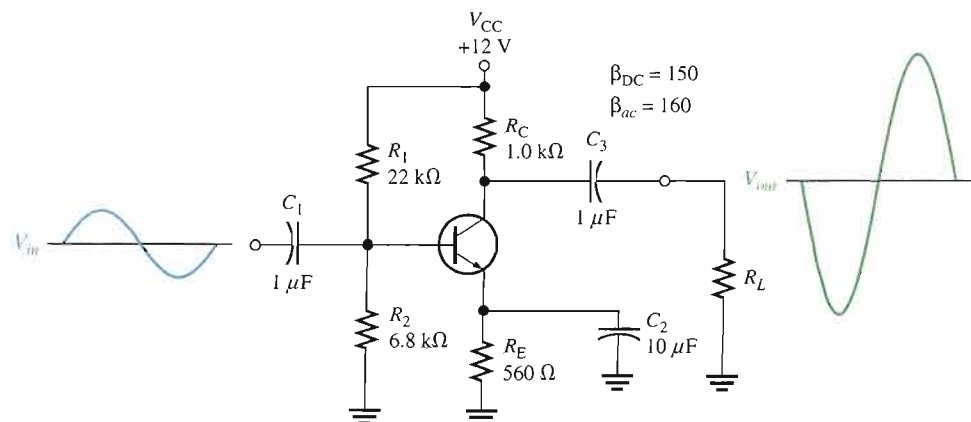 V_CC
+12 V
β_DC = 150
β_ac = 160
R_C
1.0 kΩ
C_3
1 μF
R_1
22 kΩ
V_out
C_1
V_in
1 μF
R_L
R_2
6.8 kΩ
C_2
10 μF
R_E
560 Ω